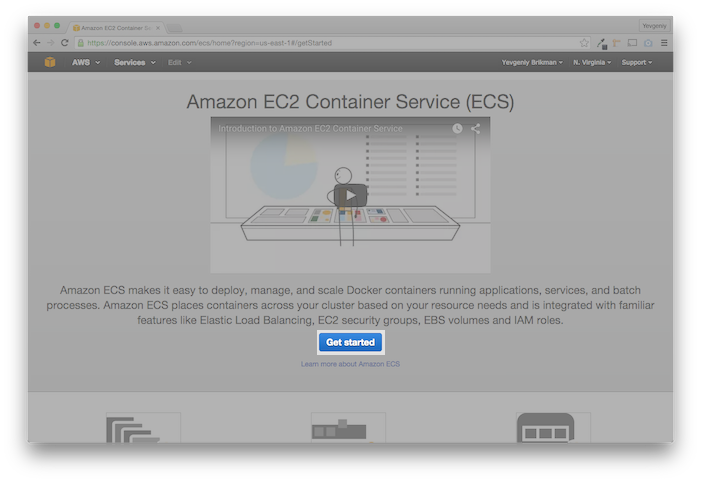 Amazon EC2 Container Se
Yevgeniy
https://console.aws.amazon.com/ecs/home?region=us-east-1#/getStarted
AWS Services Edit Yevgeniy Brikman N. Virginia Support
Amazon EC2 Container Service (ECS)
Introduction to Amazon EC2 Container Service
Amazon ECS makes it easy to deploy, manage, and scale Docker containers running applications, services, and batch
processes. Amazon ECS places containers across your cluster based on your resource needs and is integrated with familiar
features like Elastic Load Balancing, EC2 security groups, EBS volumes and IAM roles.
Get started
Learn more about Amazon ECS